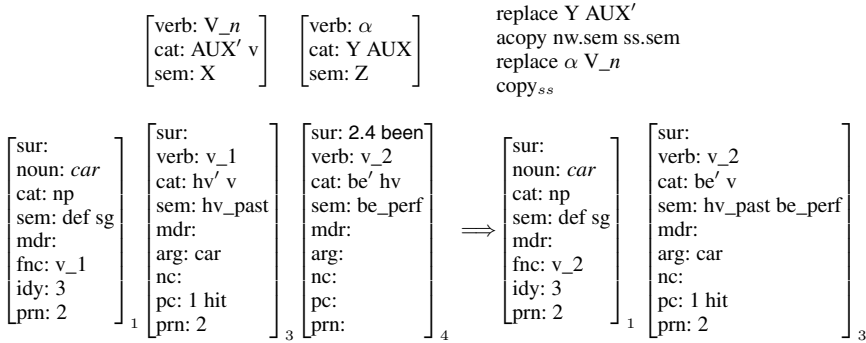 verb: V_n
cat: AUX′ v
sem: X
verb: α
cat: Y AUX
sem: Z
replace Y AUX′
acopy nw.sem ss.sem
replace α V_n
copy_ss
sur:
noun: car
cat: np
sem: def sg
mdr:
fnc: v_1
idy: 3
prn: 2
1
sur:
verb: v_1
cat: hv′ v
sem: hv_past
mdr:
arg: car
nc:
pc: 1 hit
prn: 2
3
sur: 2.4 been
verb: v_2
cat: be′ hv
sem: be_perf
mdr:
arg:
nc:
pc:
prn:
4
⟹
sur:
noun: car
cat: np
sem: def sg
mdr:
fnc: v_2
idy: 3
prn: 2
1
sur:
verb: v_2
cat: be′ v
sem: hv_past be_perf
mdr:
arg: car
nc:
pc: 1 hit
prn: 2
3